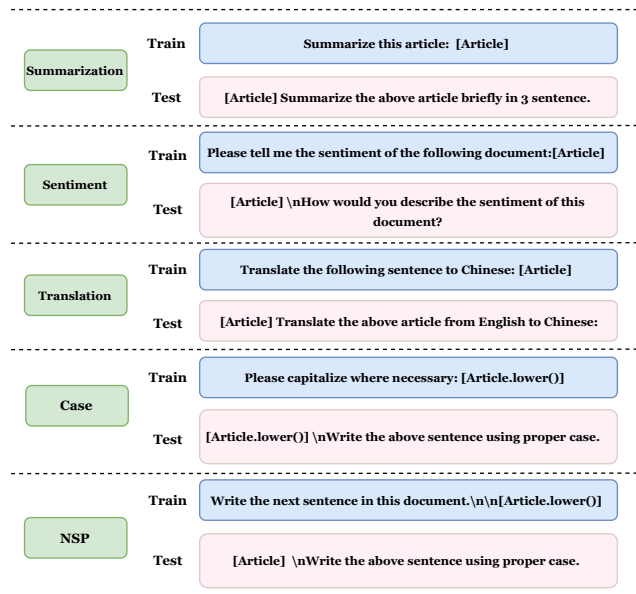 Train
Summarize this article:  [Article]
Summarization
Test
[Article] Summarize the above article briefly in 3 sentence.
Train
Please tell me the sentiment of the following document:[Article]
Sentiment
Test
[Article] \nHow would you describe the sentiment of this
document?
Train
Translate the following sentence to Chinese: [Article]
Translation
Test
[Article] Translate the above article from English to Chinese:
Train
Please capitalize where necessary: [Article.lower()]
Case
Test
[Article.lower()] \nWrite the above sentence using proper case.
Train
Write the next sentence in this document.\n\n[Article.lower()]
NSP
Test
[Article]  \nWrite the above sentence using proper case.